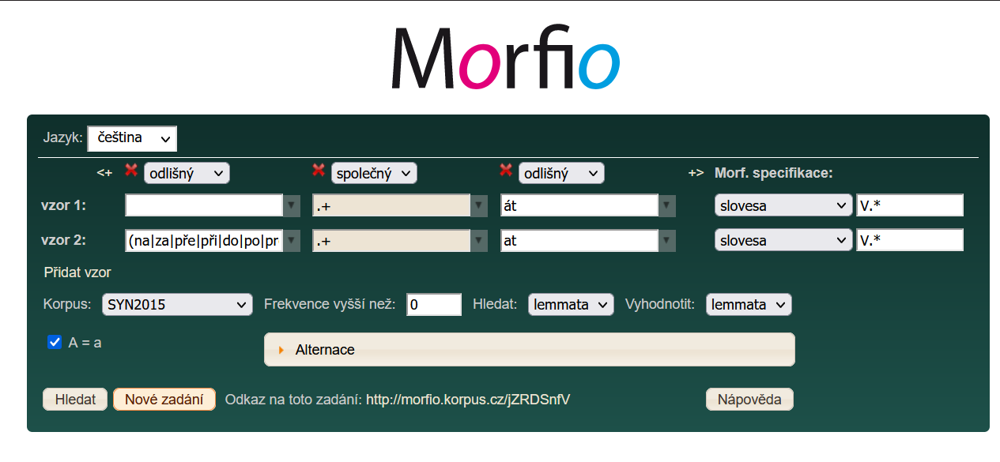 Morfio
Jazyk: čeština
<+ odlišný společný odlišný +> Morf. specifikace:
vzor 1: .+ át slovesa V.*
vzor 2: (na|za|pře|při|do|po|pr .+ at slovesa V.*
Přidat vzor
Korpus: SYN2015 Frekvence vyšší než: 0 Hledat: lemmata Vyhodnotit: lemmata
A = a Alternace
Hledat Nové zadání Odkaz na toto zadání: http://morfio.korpus.cz/jZRDSnfV Nápověda